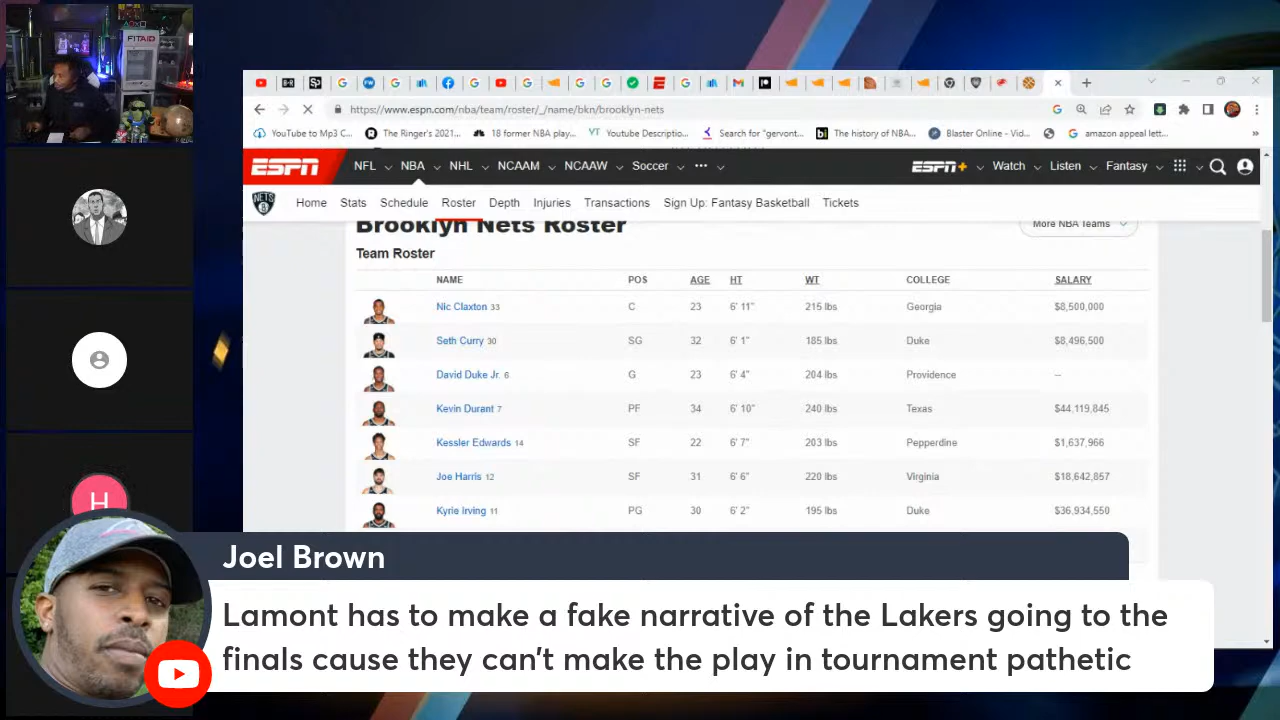 FITAID
https://www.espn.com/nba/team/roster/_/name/bkn/brooklyn-nets
YouTube to Mp3 C... The Ringer's 2021... 18 former NBA play... Youtube Descriptio... Search for "gervont... The history of NBA... Blaster Online - Vid... amazon appeal lett...
ESPN NFL NBA NHL NCAAM NCAAW Soccer ••• ESPN+ Watch Listen Fantasy
NETS Home Stats Schedule Roster Depth Injuries Transactions Sign Up: Fantasy Basketball Tickets
Brooklyn Nets Roster More NBA Teams
Team Roster
NAME POS AGE HT WT COLLEGE SALARY
Nic Claxton 33 C 23 6' 11" 215 lbs Georgia $8,500,000
Seth Curry 30 SG 32 6' 1" 185 lbs Duke $8,496,500
David Duke Jr. 6 G 23 6' 4" 204 lbs Providence --
Kevin Durant 7 PF 34 6' 10" 240 lbs Texas $44,119,845
Kessler Edwards 14 SF 22 6' 7" 203 lbs Pepperdine $1,637,966
Joe Harris 12 SF 31 6' 6" 220 lbs Virginia $18,642,857
Kyrie Irving 11 PG 30 6' 2" 195 lbs Duke $36,934,550
H
Joel Brown
Lamont has to make a fake narrative of the Lakers going to the
finals cause they can't make the play in tournament pathetic